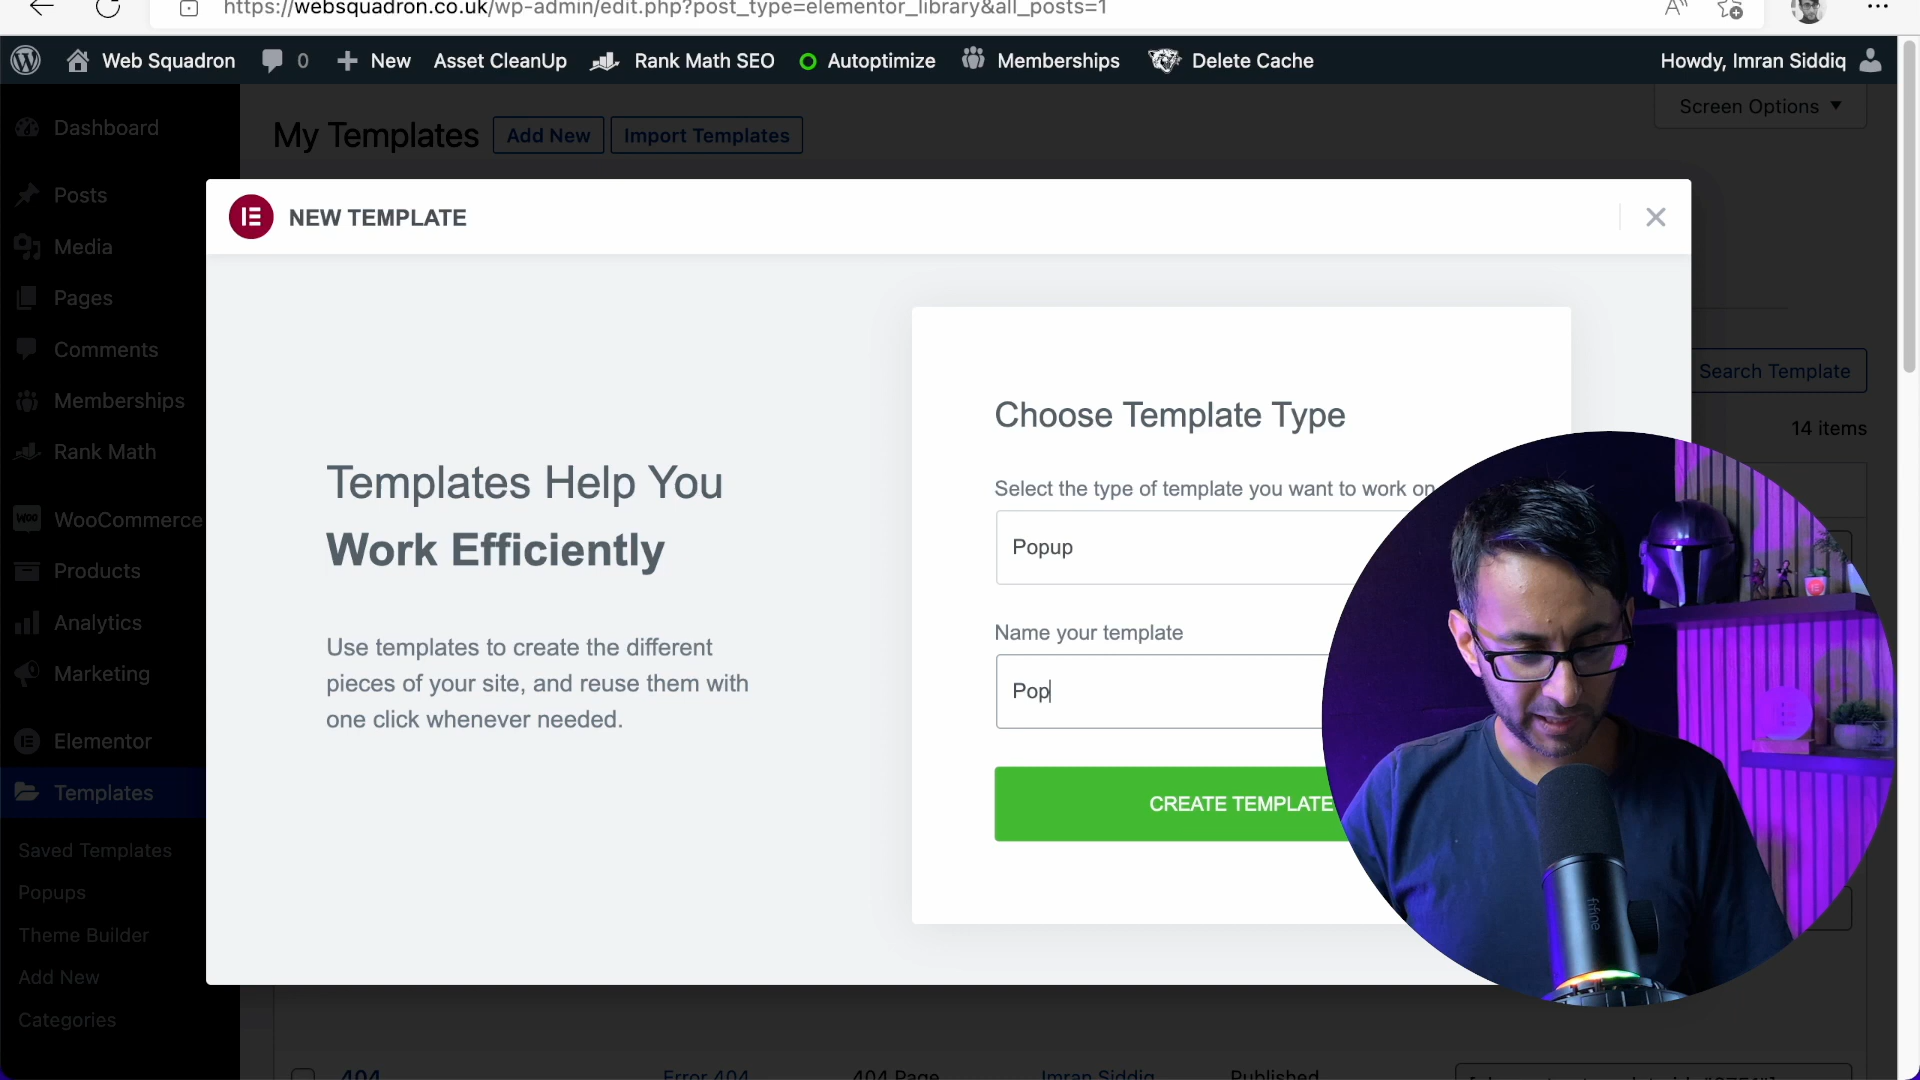 https://websquadron.co.uk/wp-admin/edit.php?post_type=elementor_library&all_posts=1
Web Squadron 0 New Asset CleanUp Rank Math SEO Autoptimize Memberships Delete Cache Howdy, Imran Siddiq
Screen Options
My Templates Add New Import Templates
Dashboard
Posts
Media
Pages
Comments
Memberships
Rank Math
WooCommerce
Products
Analytics
Marketing
Elementor
Templates
Saved Templates
Popups
Theme Builder
Add New
Categories
NEW TEMPLATE
Templates Help You
Work Efficiently
Use templates to create the different
pieces of your site, and reuse them with
one click whenever needed.
Choose Template Type
Select the type of template you want to work on
Popup
Name your template
Pop
CREATE TEMPLATE
Search Template
14 items
fifine
404 Error 404 404 Page Imran Siddiq Published